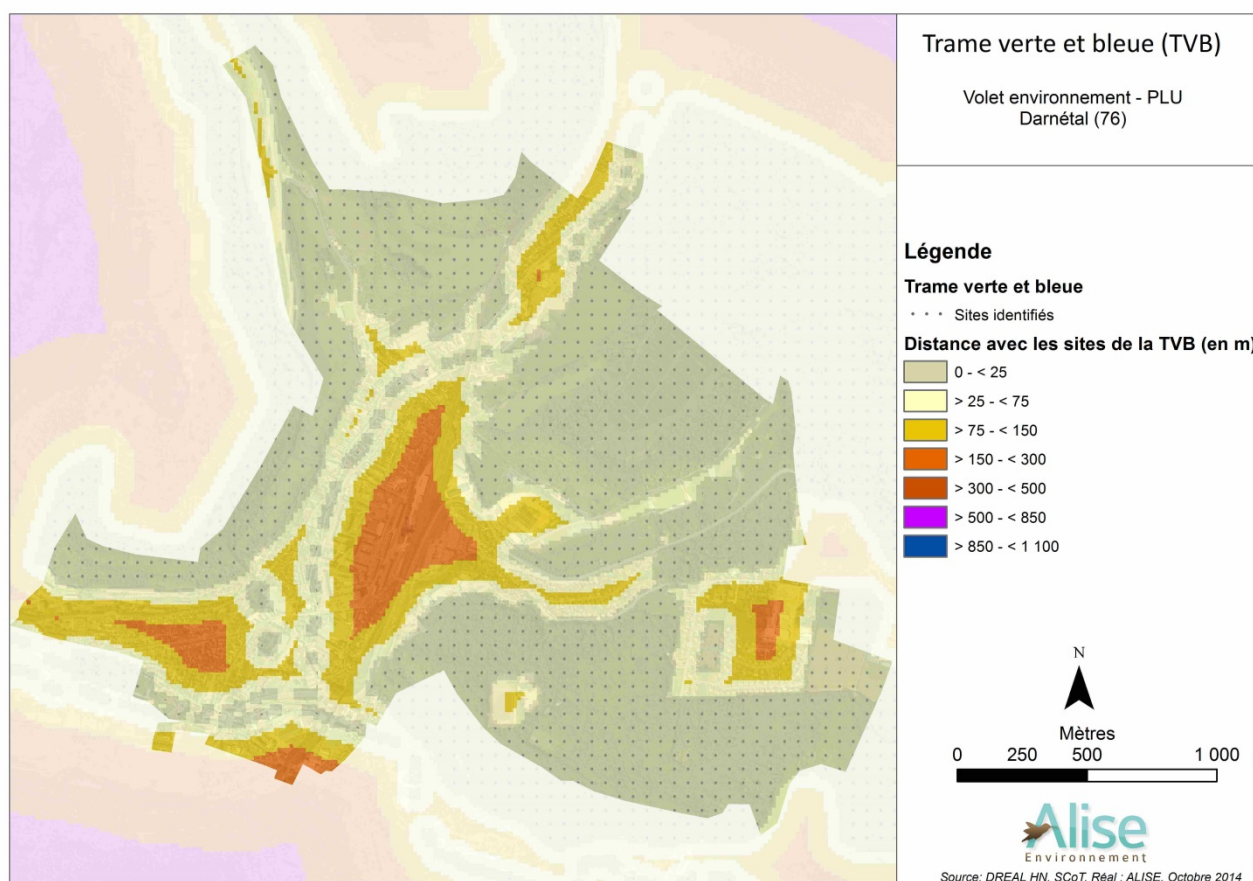 Trame verte et bleue (TVB)
Volet environnement - PLU
Darnétal (76)
Légende
Trame verte et bleue
Sites identifiés
Distance avec les sites de la TVB (en m)
0 - < 25
> 25 - < 75
> 75 - < 150
> 150 - < 300
> 300 - < 500
> 500 - < 850
> 850 - < 1 100
N
Mètres
0 250 500 1 000
Alise
Environnement
Source: DREAL HN, SCoT, Réal : ALISE, Octobre 2014